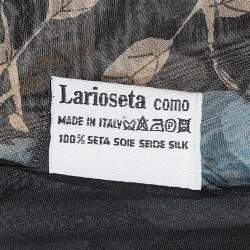 Larioseta como
MADE IN ITALY
100% SETA SOIE SEIDE SILK